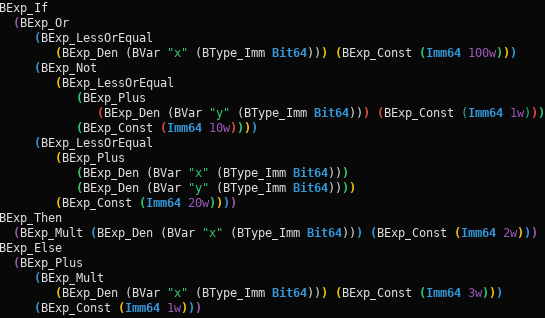 BExp_If
(BExp_Or
(BExp_LessOrEqual
(BExp_Den (BVar "x" (BType_Imm Bit64))) (BExp_Const (Imm64 100w)))
(BExp_Not
(BExp_LessOrEqual
(BExp_Plus
(BExp_Den (BVar "y" (BType_Imm Bit64))) (BExp_Const (Imm64 1w)))
(BExp_Const (Imm64 10w))))
(BExp_LessOrEqual
(BExp_Plus
(BExp_Den (BVar "x" (BType_Imm Bit64)))
(BExp_Den (BVar "y" (BType_Imm Bit64))))
(BExp_Const (Imm64 20w))))
BExp_Then
(BExp_Mult (BExp_Den (BVar "x" (BType_Imm Bit64))) (BExp_Const (Imm64 2w)))
BExp_Else
(BExp_Plus
(BExp_Mult
(BExp_Den (BVar "x" (BType_Imm Bit64))) (BExp_Const (Imm64 3w)))
(BExp_Const (Imm64 1w)))